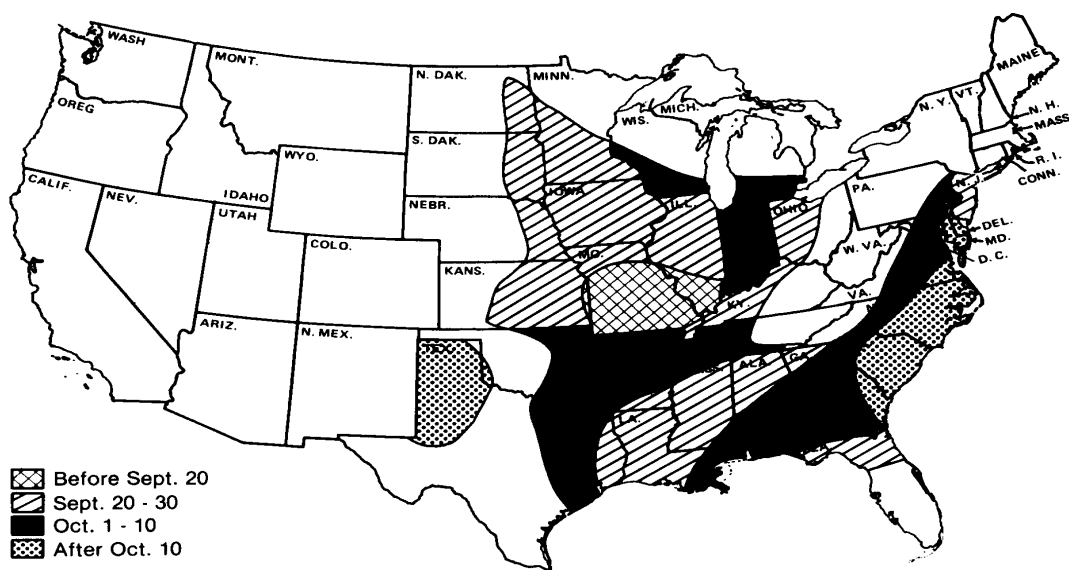 WASH
MONT.
N. DAK.
MINN.
MAINE
OREG
S. DAK.
WIS.
MICH.
N. Y.
VT.
N. H.
MASS
WYO.
IDAHO
R. I.
CONN.
CALIF.
NEV.
UTAH
NEBR.
IOWA
ILL.
OHIO
PA.
N. J.
COLO.
KANS.
MO.
W. VA.
DEL.
MD.
D. C.
KY.
VA.
ARIZ.
N. MEX.
ALA.
GA.
LA.
Before Sept. 20
Sept. 20 - 30
Oct. 1 - 10
After Oct. 10